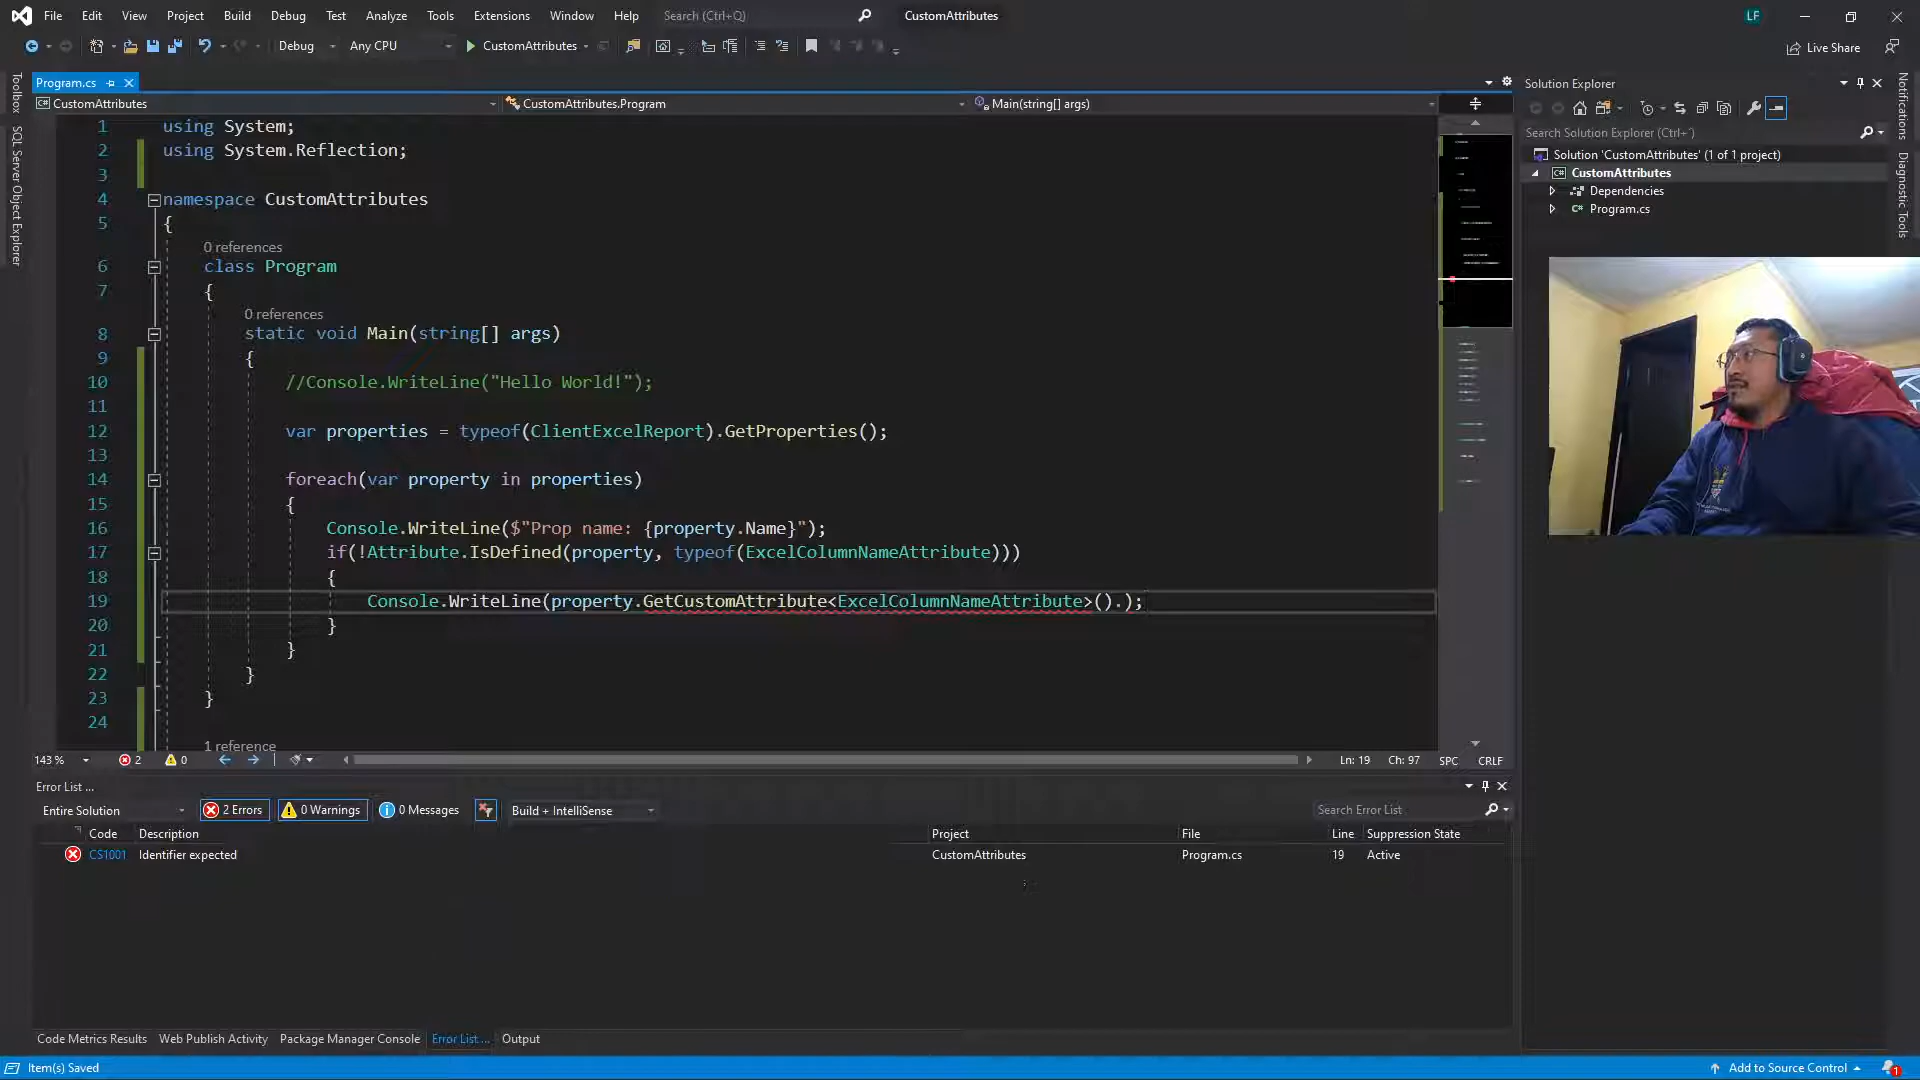 File Edit View Project Build Debug Test Analyze Tools Extensions Window Help Search (Ctrl+Q) CustomAttributes LF
Debug Any CPU CustomAttributes Live Share
Program.cs
CustomAttributes CustomAttributes.Program Main(string[] args)
Toolbox
SQL Server Object Explorer
1 using System;
2 using System.Reflection;
3
4 namespace CustomAttributes
5 {
0 references
6 class Program
7 {
0 references
8 static void Main(string[] args)
9 {
10 //Console.WriteLine("Hello World!");
11
12 var properties = typeof(ClientExcelReport).GetProperties();
13
14 foreach(var property in properties)
15 {
16 Console.WriteLine($"Prop name: {property.Name}");
17 if(!Attribute.IsDefined(property, typeof(ExcelColumnNameAttribute)))
18 {
19 Console.WriteLine(property.GetCustomAttribute<ExcelColumnNameAttribute>().);
20 }
21 }
22 }
23 }
24
1 reference
143 % 2 0 Ln: 19 Ch: 97 SPC CRLF
Error List ...
Entire Solution 2 Errors 0 Warnings 0 Messages Build + IntelliSense Search Error List
Code Description Project File Line Suppression State
CS1001 Identifier expected CustomAttributes Program.cs 19 Active
Code Metrics Results Web Publish Activity Package Manager Console Error List ... Output
Item(s) Saved Add to Source Control 1
Solution Explorer
Search Solution Explorer (Ctrl+´)
Solution 'CustomAttributes' (1 of 1 project)
CustomAttributes
Dependencies
Program.cs
Notifications
Diagnostic Tools